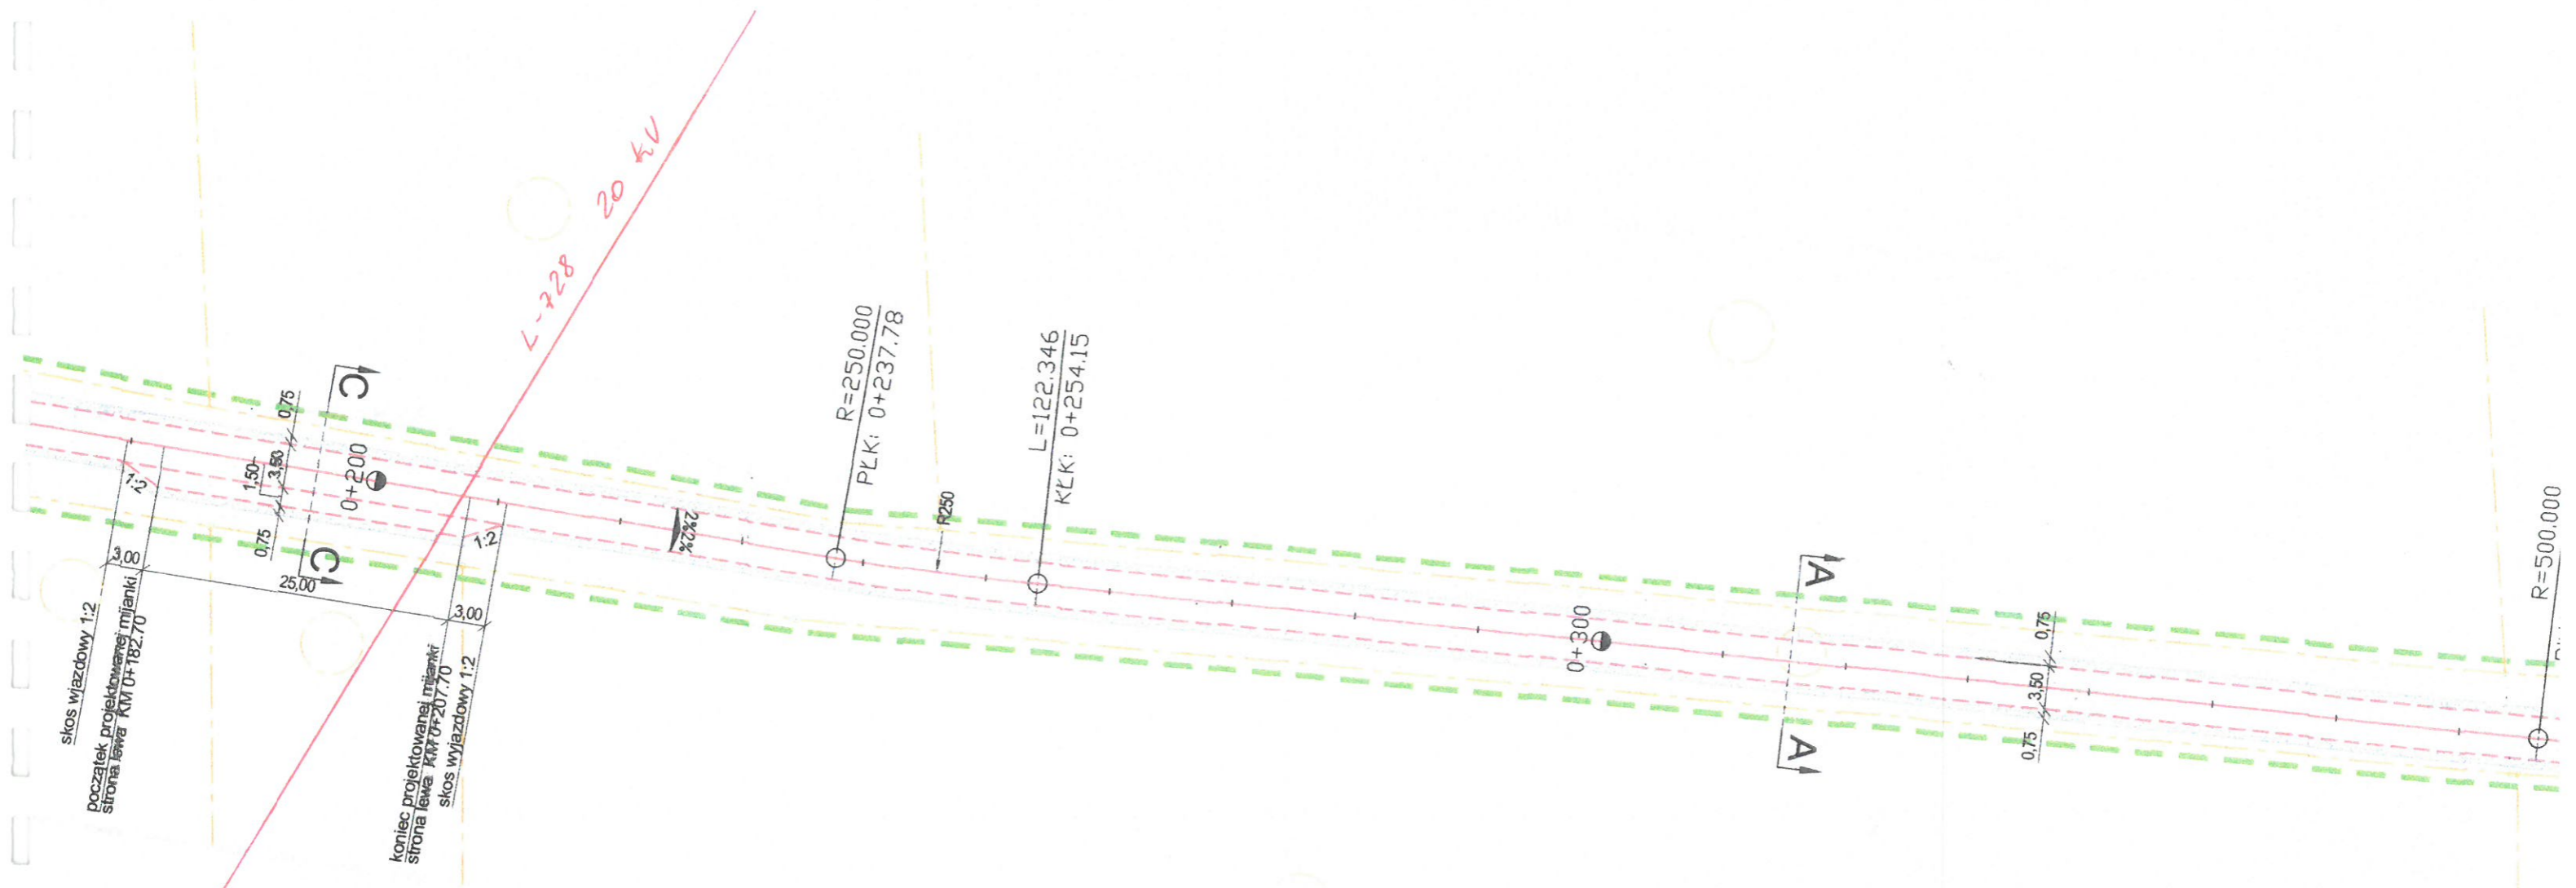 skos wjazdowy 1:2
początek projektowanej mijanki
strona lewa KM 0+182.70
3,00
25,00
3,00
1:2
0,75
3,50
1,50
0,75
C
C
0+200
koniec projektowanej mijanki
strona lewa KM 0+207.70
skos wyjazdowy 1:2
1:2
L-728 20 kV
2%2%
R=250.000
PŁK: 0+237.78
R250
L=122.346
KŁK: 0+254.15
0+300
A
A
0,75
3,50
0,75
R=500.000